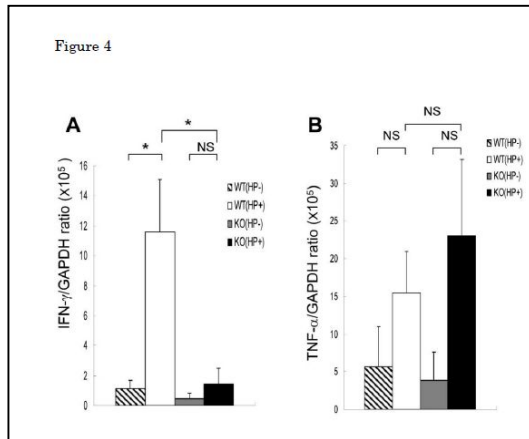 Figure 4
A
*
*
NS
IFN-γ/GAPDH ratio (x10⁵)
16
14
12
10
8
6
4
2
0
WT(HP-)
WT(HP+)
KO(HP-)
KO(HP+)
B
NS
NS
NS
TNF-α/GAPDH ratio (x10⁵)
35
30
25
20
15
10
5
0
WT(HP-)
WT(HP+)
KO(HP-)
KO(HP+)